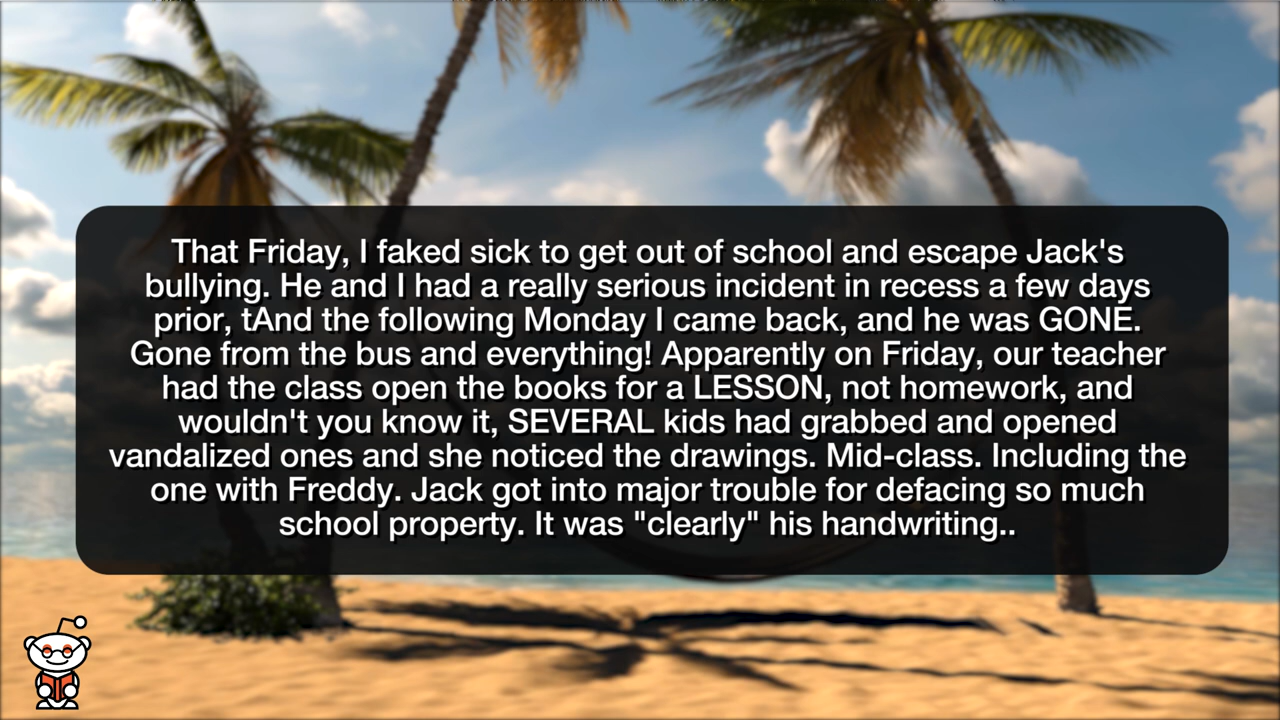 That Friday, I faked sick to get out of school and escape Jack's
bullying. He and I had a really serious incident in recess a few days
prior, tAnd the following Monday I came back, and he was GONE.
Gone from the bus and everything! Apparently on Friday, our teacher
had the class open the books for a LESSON, not homework, and
wouldn't you know it, SEVERAL kids had grabbed and opened
vandalized ones and she noticed the drawings. Mid-class. Including the
one with Freddy. Jack got into major trouble for defacing so much
school property. It was "clearly" his handwriting..